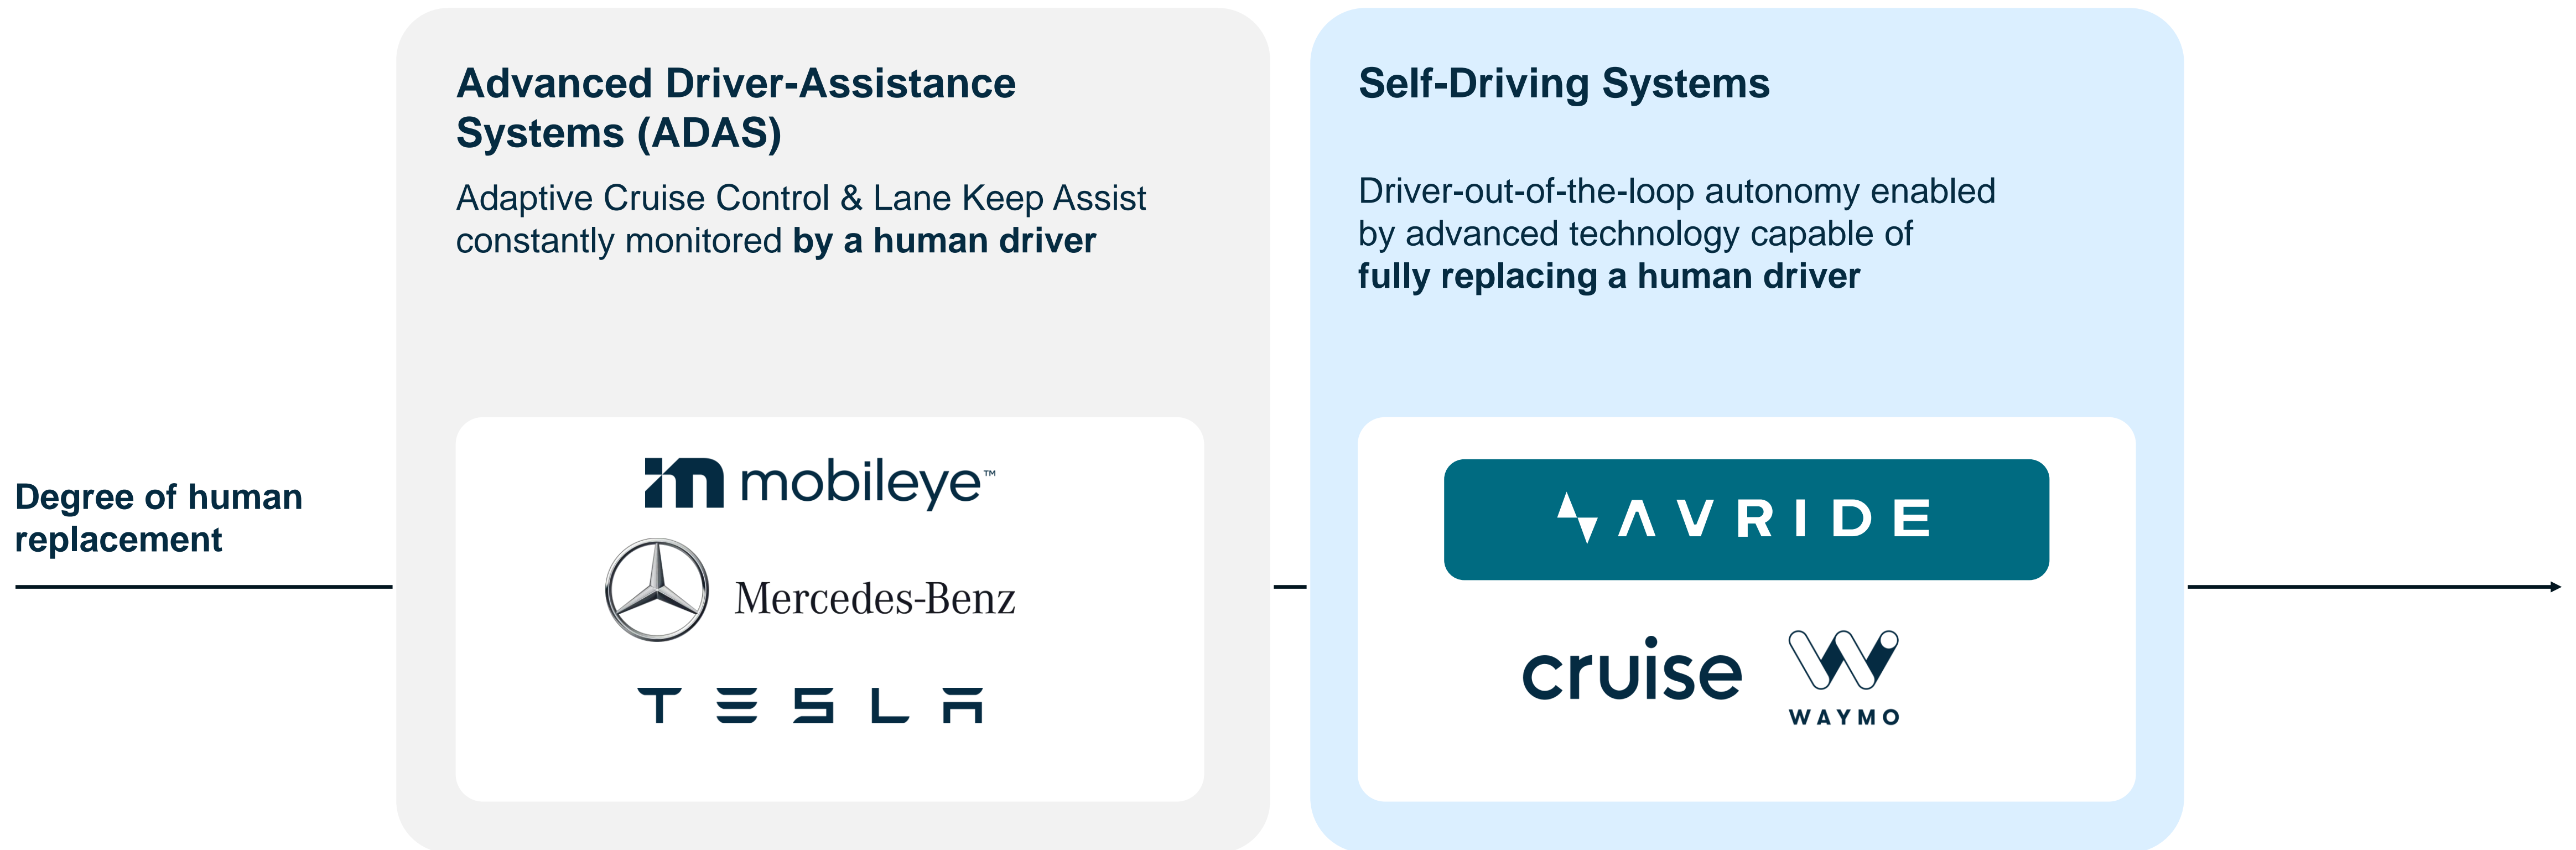 Degree of human
replacement
Advanced Driver-Assistance
Systems (ADAS)
Adaptive Cruise Control & Lane Keep Assist
constantly monitored by a human driver
mobileye™
Mercedes-Benz
TESLA
Self-Driving Systems
Driver-out-of-the-loop autonomy enabled
by advanced technology capable of
fully replacing a human driver
AVRIDE
cruise
WAYMO